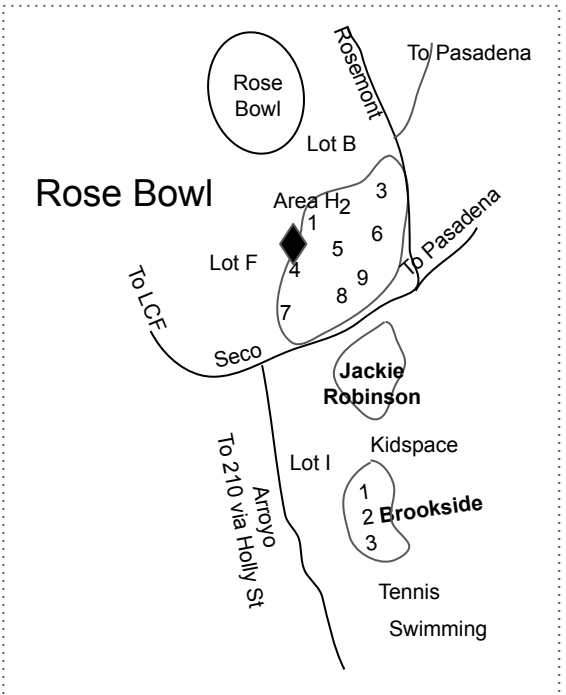 Rosemont
To Pasadena
Rose
Bowl
Lot B
Rose Bowl
Area H
1
2
3
To Pasadena
Lot F
4
5
6
7
8
9
To LCF
Seco
Jackie
Robinson
Kidspace
Lot I
To 210 via Holly St
Arroyo
1
2
Brookside
3
Tennis
Swimming